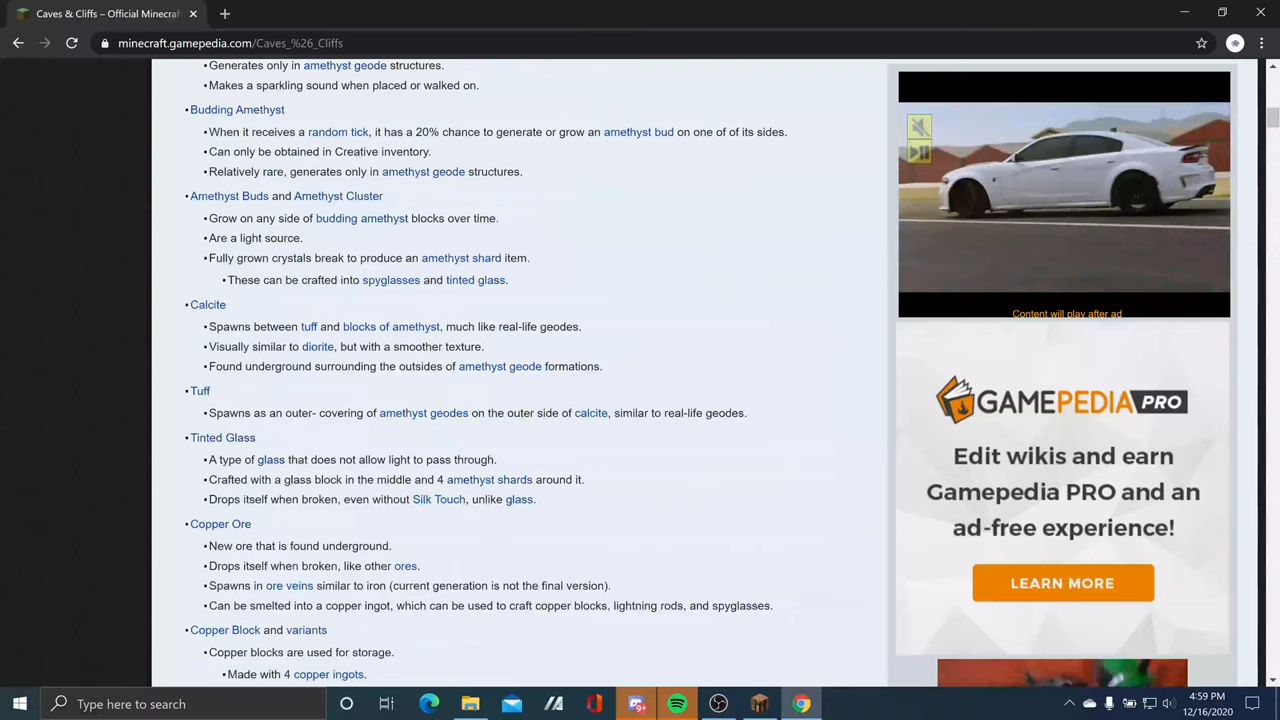 Caves & Cliffs – Official Minecraft
minecraft.gamepedia.com/Caves_%26_Cliffs
Generates only in amethyst geode structures.
Makes a sparkling sound when placed or walked on.
Budding Amethyst
When it receives a random tick, it has a 20% chance to generate or grow an amethyst bud on one of of its sides.
Can only be obtained in Creative inventory.
Relatively rare, generates only in amethyst geode structures.
Amethyst Buds and Amethyst Cluster
Grow on any side of budding amethyst blocks over time.
Are a light source.
Fully grown crystals break to produce an amethyst shard item.
These can be crafted into spyglasses and tinted glass.
Calcite
Spawns between tuff and blocks of amethyst, much like real-life geodes.
Visually similar to diorite, but with a smoother texture.
Found underground surrounding the outsides of amethyst geode formations.
Tuff
Spawns as an outer- covering of amethyst geodes on the outer side of calcite, similar to real-life geodes.
Tinted Glass
A type of glass that does not allow light to pass through.
Crafted with a glass block in the middle and 4 amethyst shards around it.
Drops itself when broken, even without Silk Touch, unlike glass.
Copper Ore
New ore that is found underground.
Drops itself when broken, like other ores.
Spawns in ore veins similar to iron (current generation is not the final version).
Can be smelted into a copper ingot, which can be used to craft copper blocks, lightning rods, and spyglasses.
Copper Block and variants
Copper blocks are used for storage.
Made with 4 copper ingots.
Content will play after ad
GAMEPEDIA PRO
Edit wikis and earn
Gamepedia PRO and an
ad-free experience!
LEARN MORE
Type here to search
4:59 PM
12/16/2020